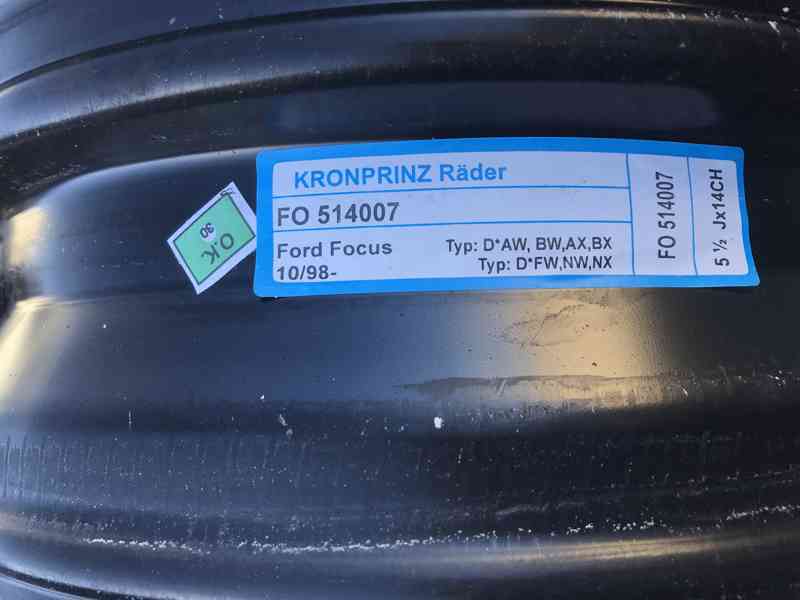 KRONPRINZ Räder
FO 514007
Ford Focus Typ: D*AW, BW,AX,BX
10/98- Typ: D*FW,NW,NX
FO 514007
5 ½ Jx14CH
O.K
30